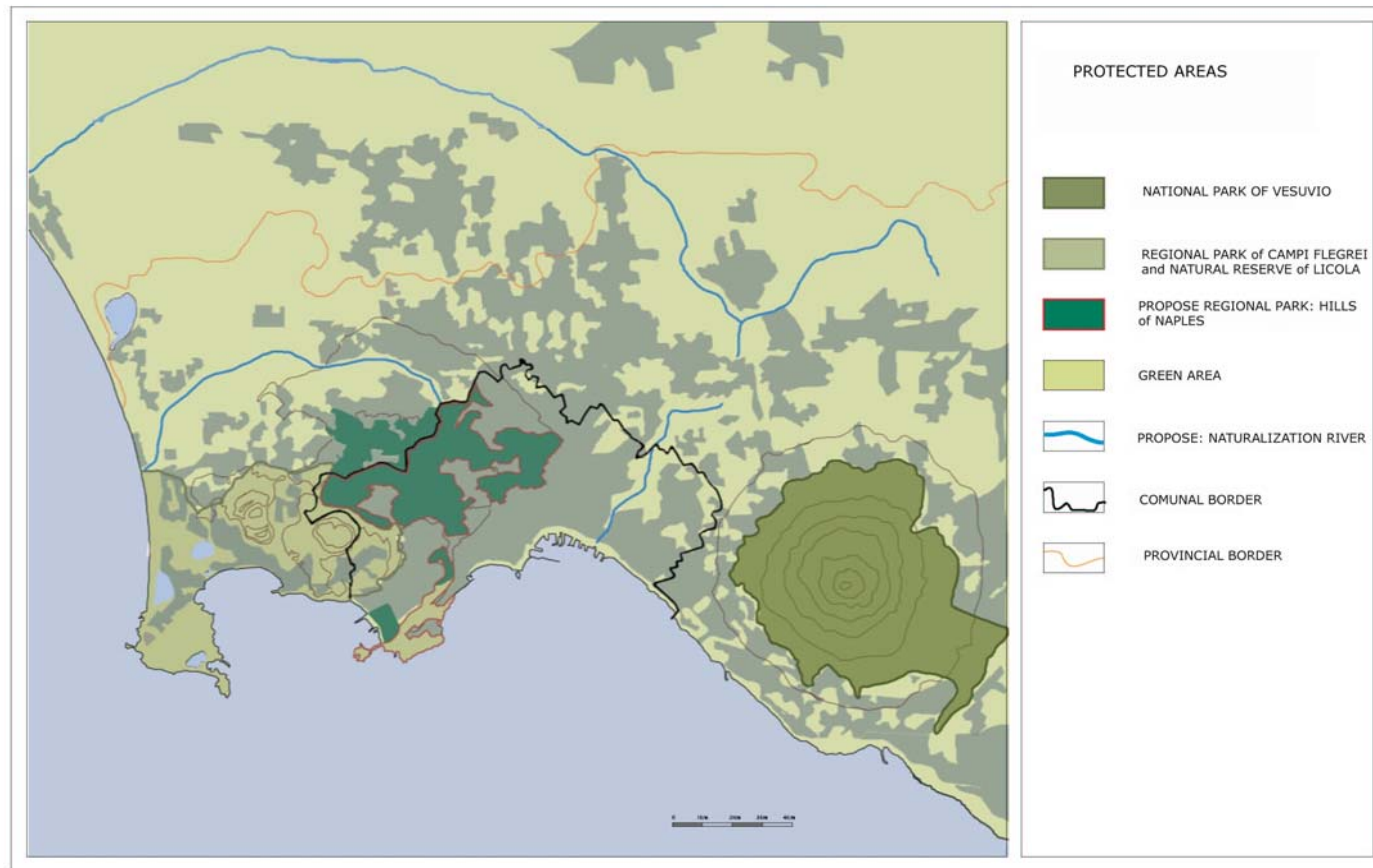 PROTECTED AREAS
NATIONAL PARK OF VESUVIO
REGIONAL PARK of CAMPI FLEGREI
and NATURAL RESERVE of LICOLA
PROPOSE REGIONAL PARK: HILLS
of NAPLES
GREEN AREA
PROPOSE: NATURALIZATION RIVER
COMUNAL BORDER
PROVINCIAL BORDER
0